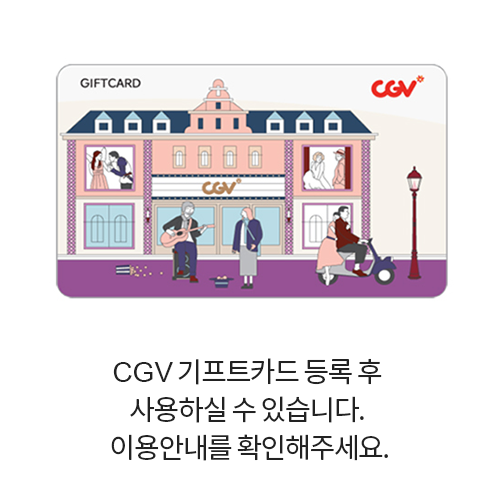 GIFTCARD
CGV
CGV
CGV 기프트카드 등록 후
사용하실 수 있습니다.
이용안내를 확인해주세요.